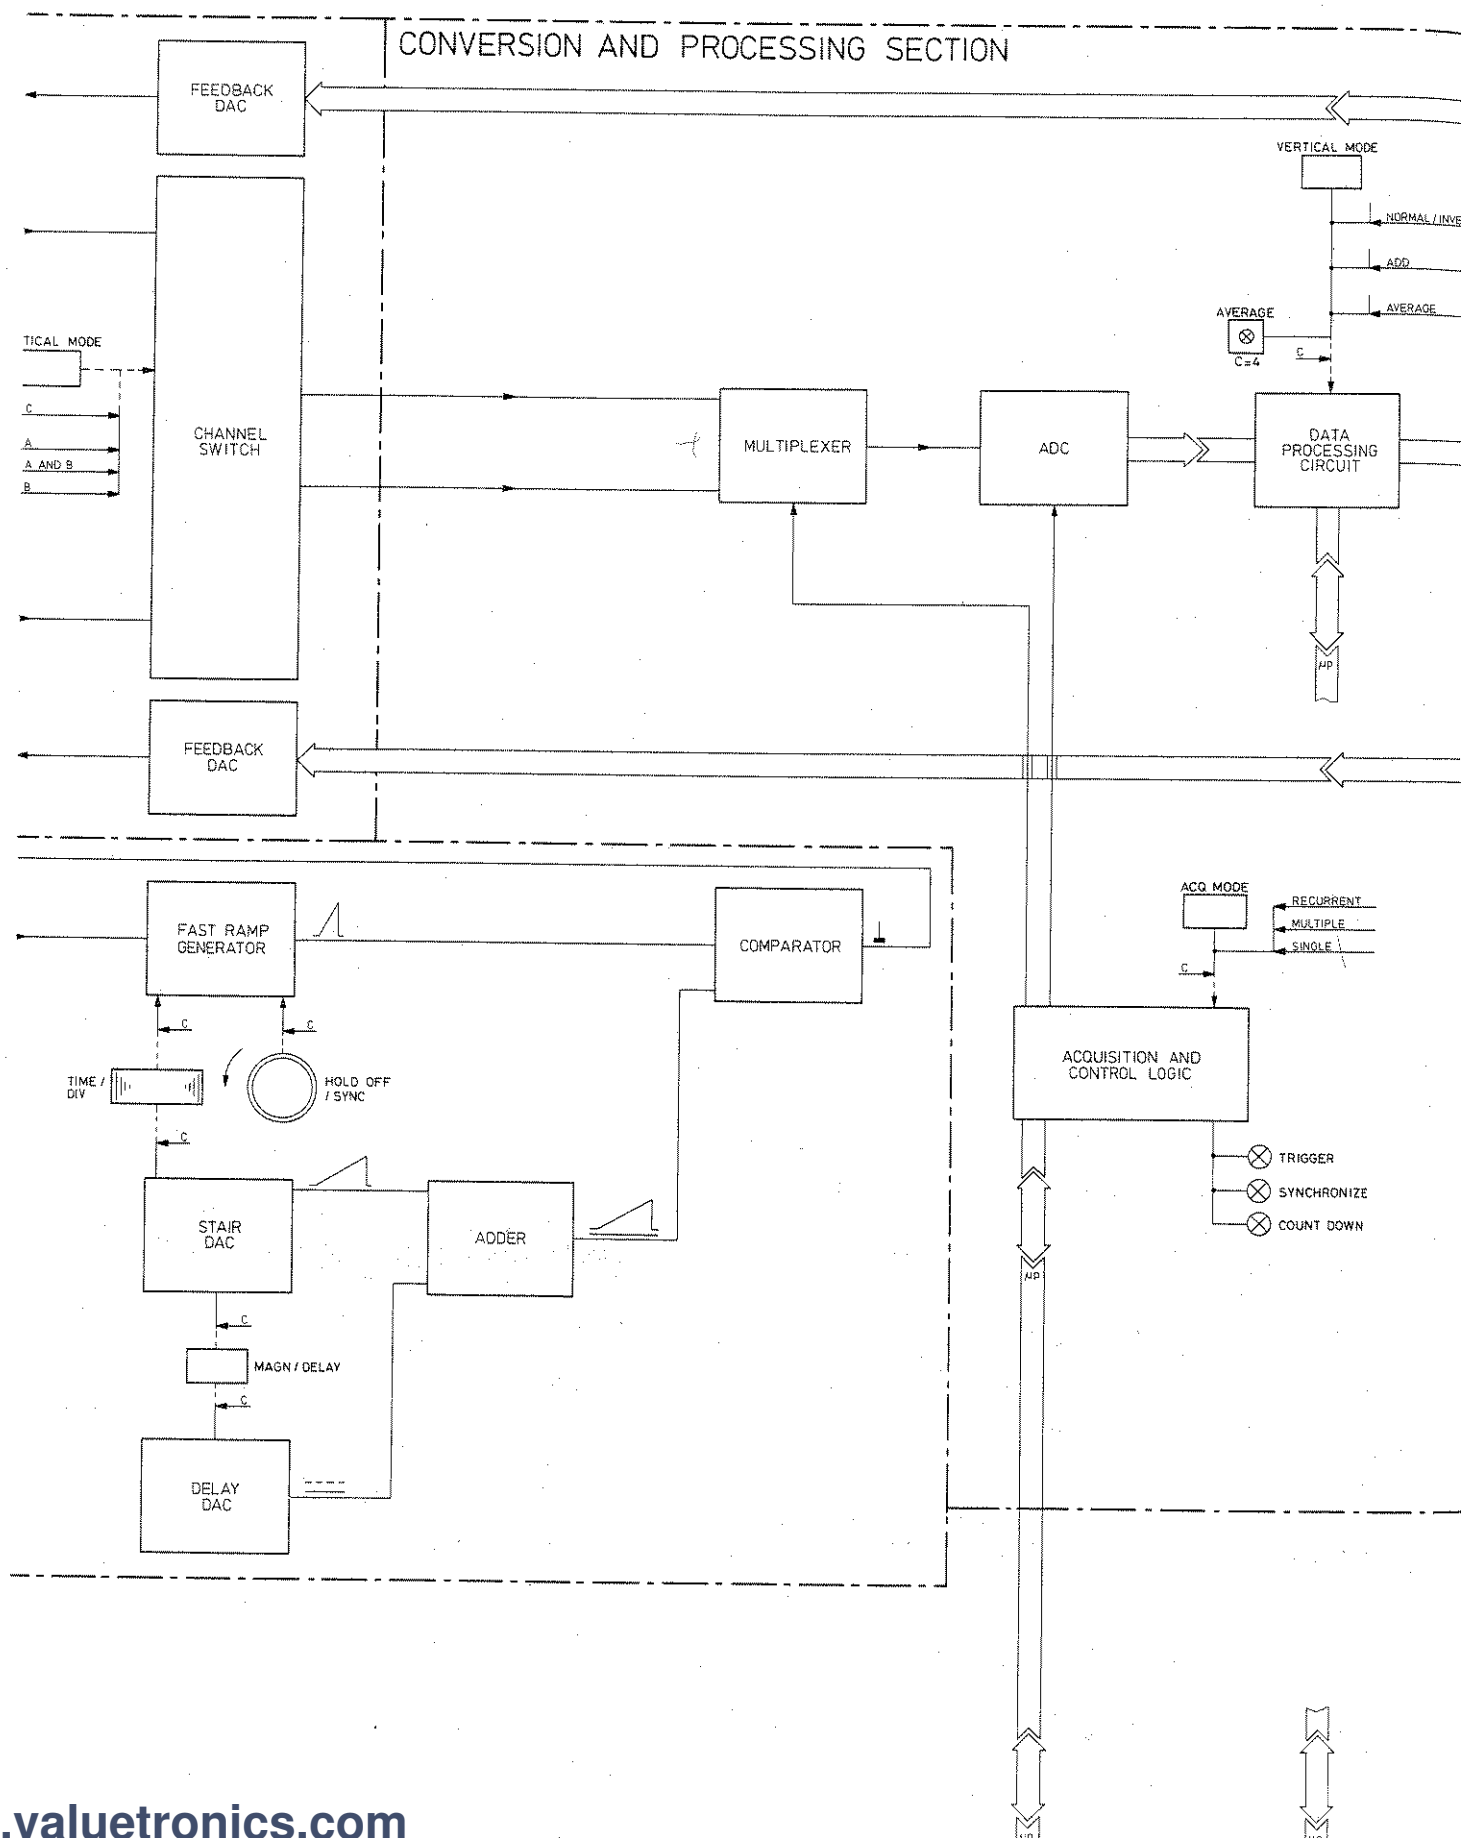 CONVERSION AND PROCESSING SECTION
FEEDBACK
DAC
VERTICAL MODE
NORMAL / INVE
ADD
AVERAGE
AVERAGE
C=4
C
TICAL MODE
C
A
A AND B
B
CHANNEL
SWITCH
MULTIPLEXER
ADC
DATA
PROCESSING
CIRCUIT
µP
FEEDBACK
DAC
ACQ MODE
RECURRENT
MULTIPLE
SINGLE
C
FAST RAMP
GENERATOR
COMPARATOR
C
C
TIME /
DIV
HOLD OFF
/ SYNC
C
ACQUISITION AND
CONTROL LOGIC
TRIGGER
SYNCHRONIZE
COUNT DOWN
STAIR
DAC
ADDER
µP
C
MAGN / DELAY
C
DELAY
DAC
.valuetronics.com